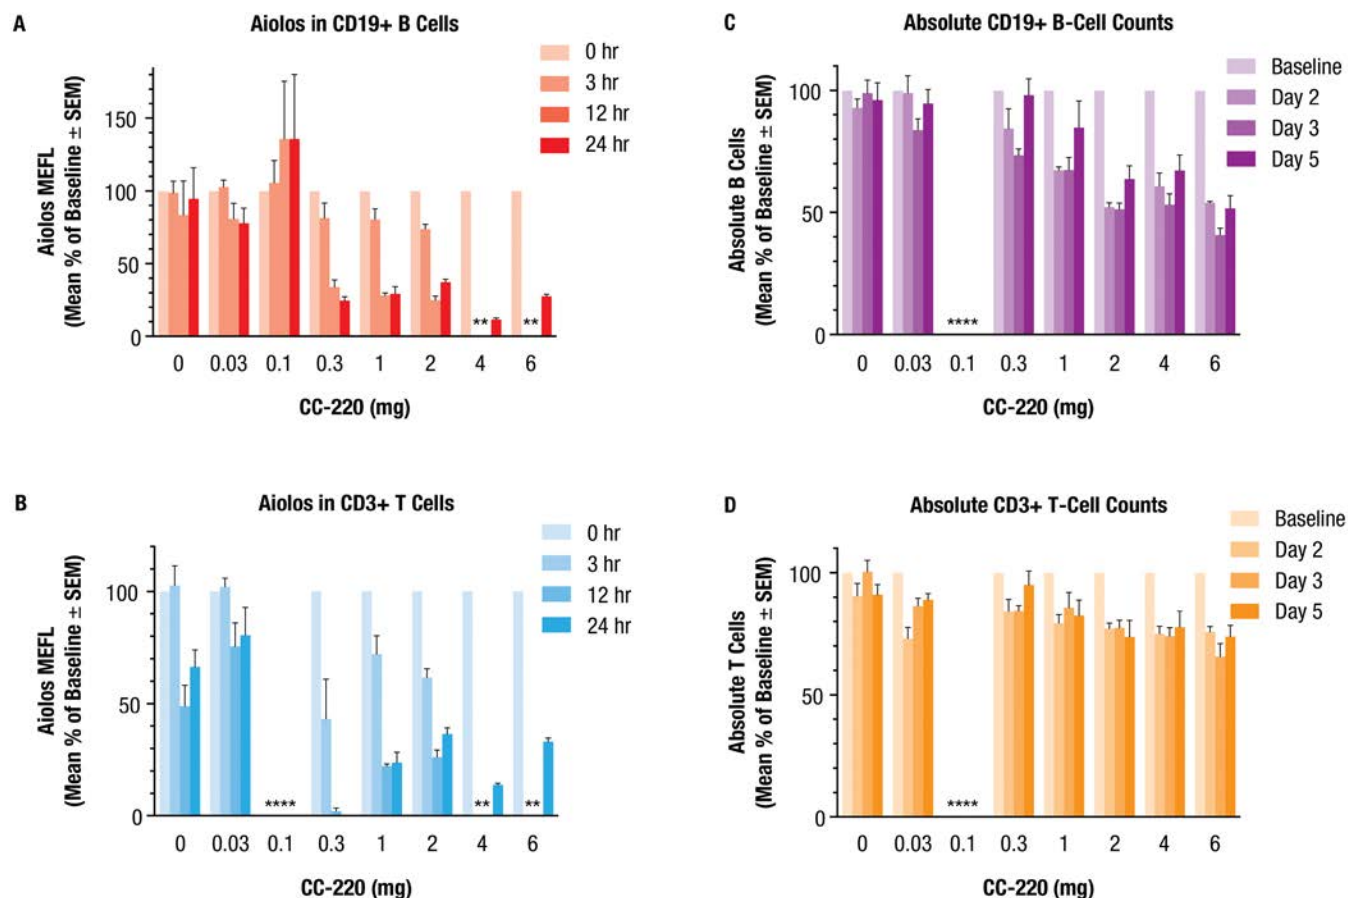 A
Aiolos in CD19+ B Cells
0 hr
3 hr
12 hr
24 hr
Aiolos MEFL
(Mean % of Baseline ± SEM)
150
100
50
0
** **
0 0.03 0.1 0.3 1 2 4 6
CC-220 (mg)
C
Absolute CD19+ B-Cell Counts
Baseline
Day 2
Day 3
Day 5
Absolute B Cells
(Mean % of Baseline ± SEM)
100
50
0
****
0 0.03 0.1 0.3 1 2 4 6
CC-220 (mg)
B
Aiolos in CD3+ T Cells
0 hr
3 hr
12 hr
24 hr
Aiolos MEFL
(Mean % of Baseline ± SEM)
100
50
0
**** ** **
0 0.03 0.1 0.3 1 2 4 6
CC-220 (mg)
D
Absolute CD3+ T-Cell Counts
Baseline
Day 2
Day 3
Day 5
Absolute T Cells
(Mean % of Baseline ± SEM)
100
50
0
****
0 0.03 0.1 0.3 1 2 4 6
CC-220 (mg)